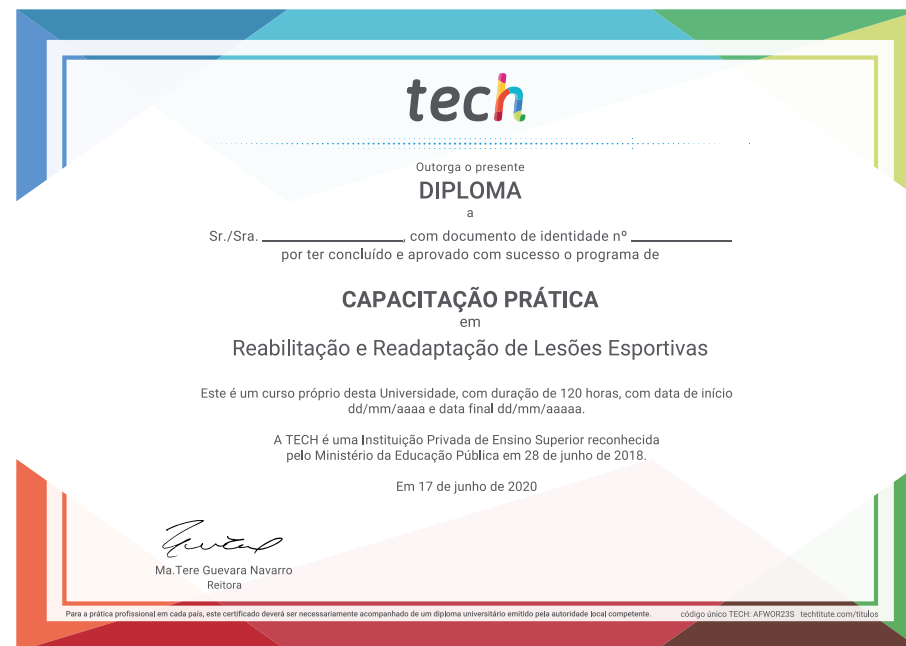 tech
Outorga o presente
DIPLOMA
a
Sr./Sra. ________________, com documento de identidade nº ____________
por ter concluído e aprovado com sucesso o programa de
CAPACITAÇÃO PRÁTICA
em
Reabilitação e Readaptação de Lesões Esportivas
Este é um curso próprio desta Universidade, com duração de 120 horas, com data de início
dd/mm/aaaa e data final dd/mm/aaaaa.
A TECH é uma Instituição Privada de Ensino Superior reconhecida
pelo Ministério da Educação Pública em 28 de junho de 2018.
Em 17 de junho de 2020
Ma.Tere Guevara Navarro
Reitora
Para a prática profissional em cada país, este certificado deverá ser necessariamente acompanhado de um diploma universitário emitido pela autoridade local competente. código único TECH: AFWOR23S techtitute.com/titulos